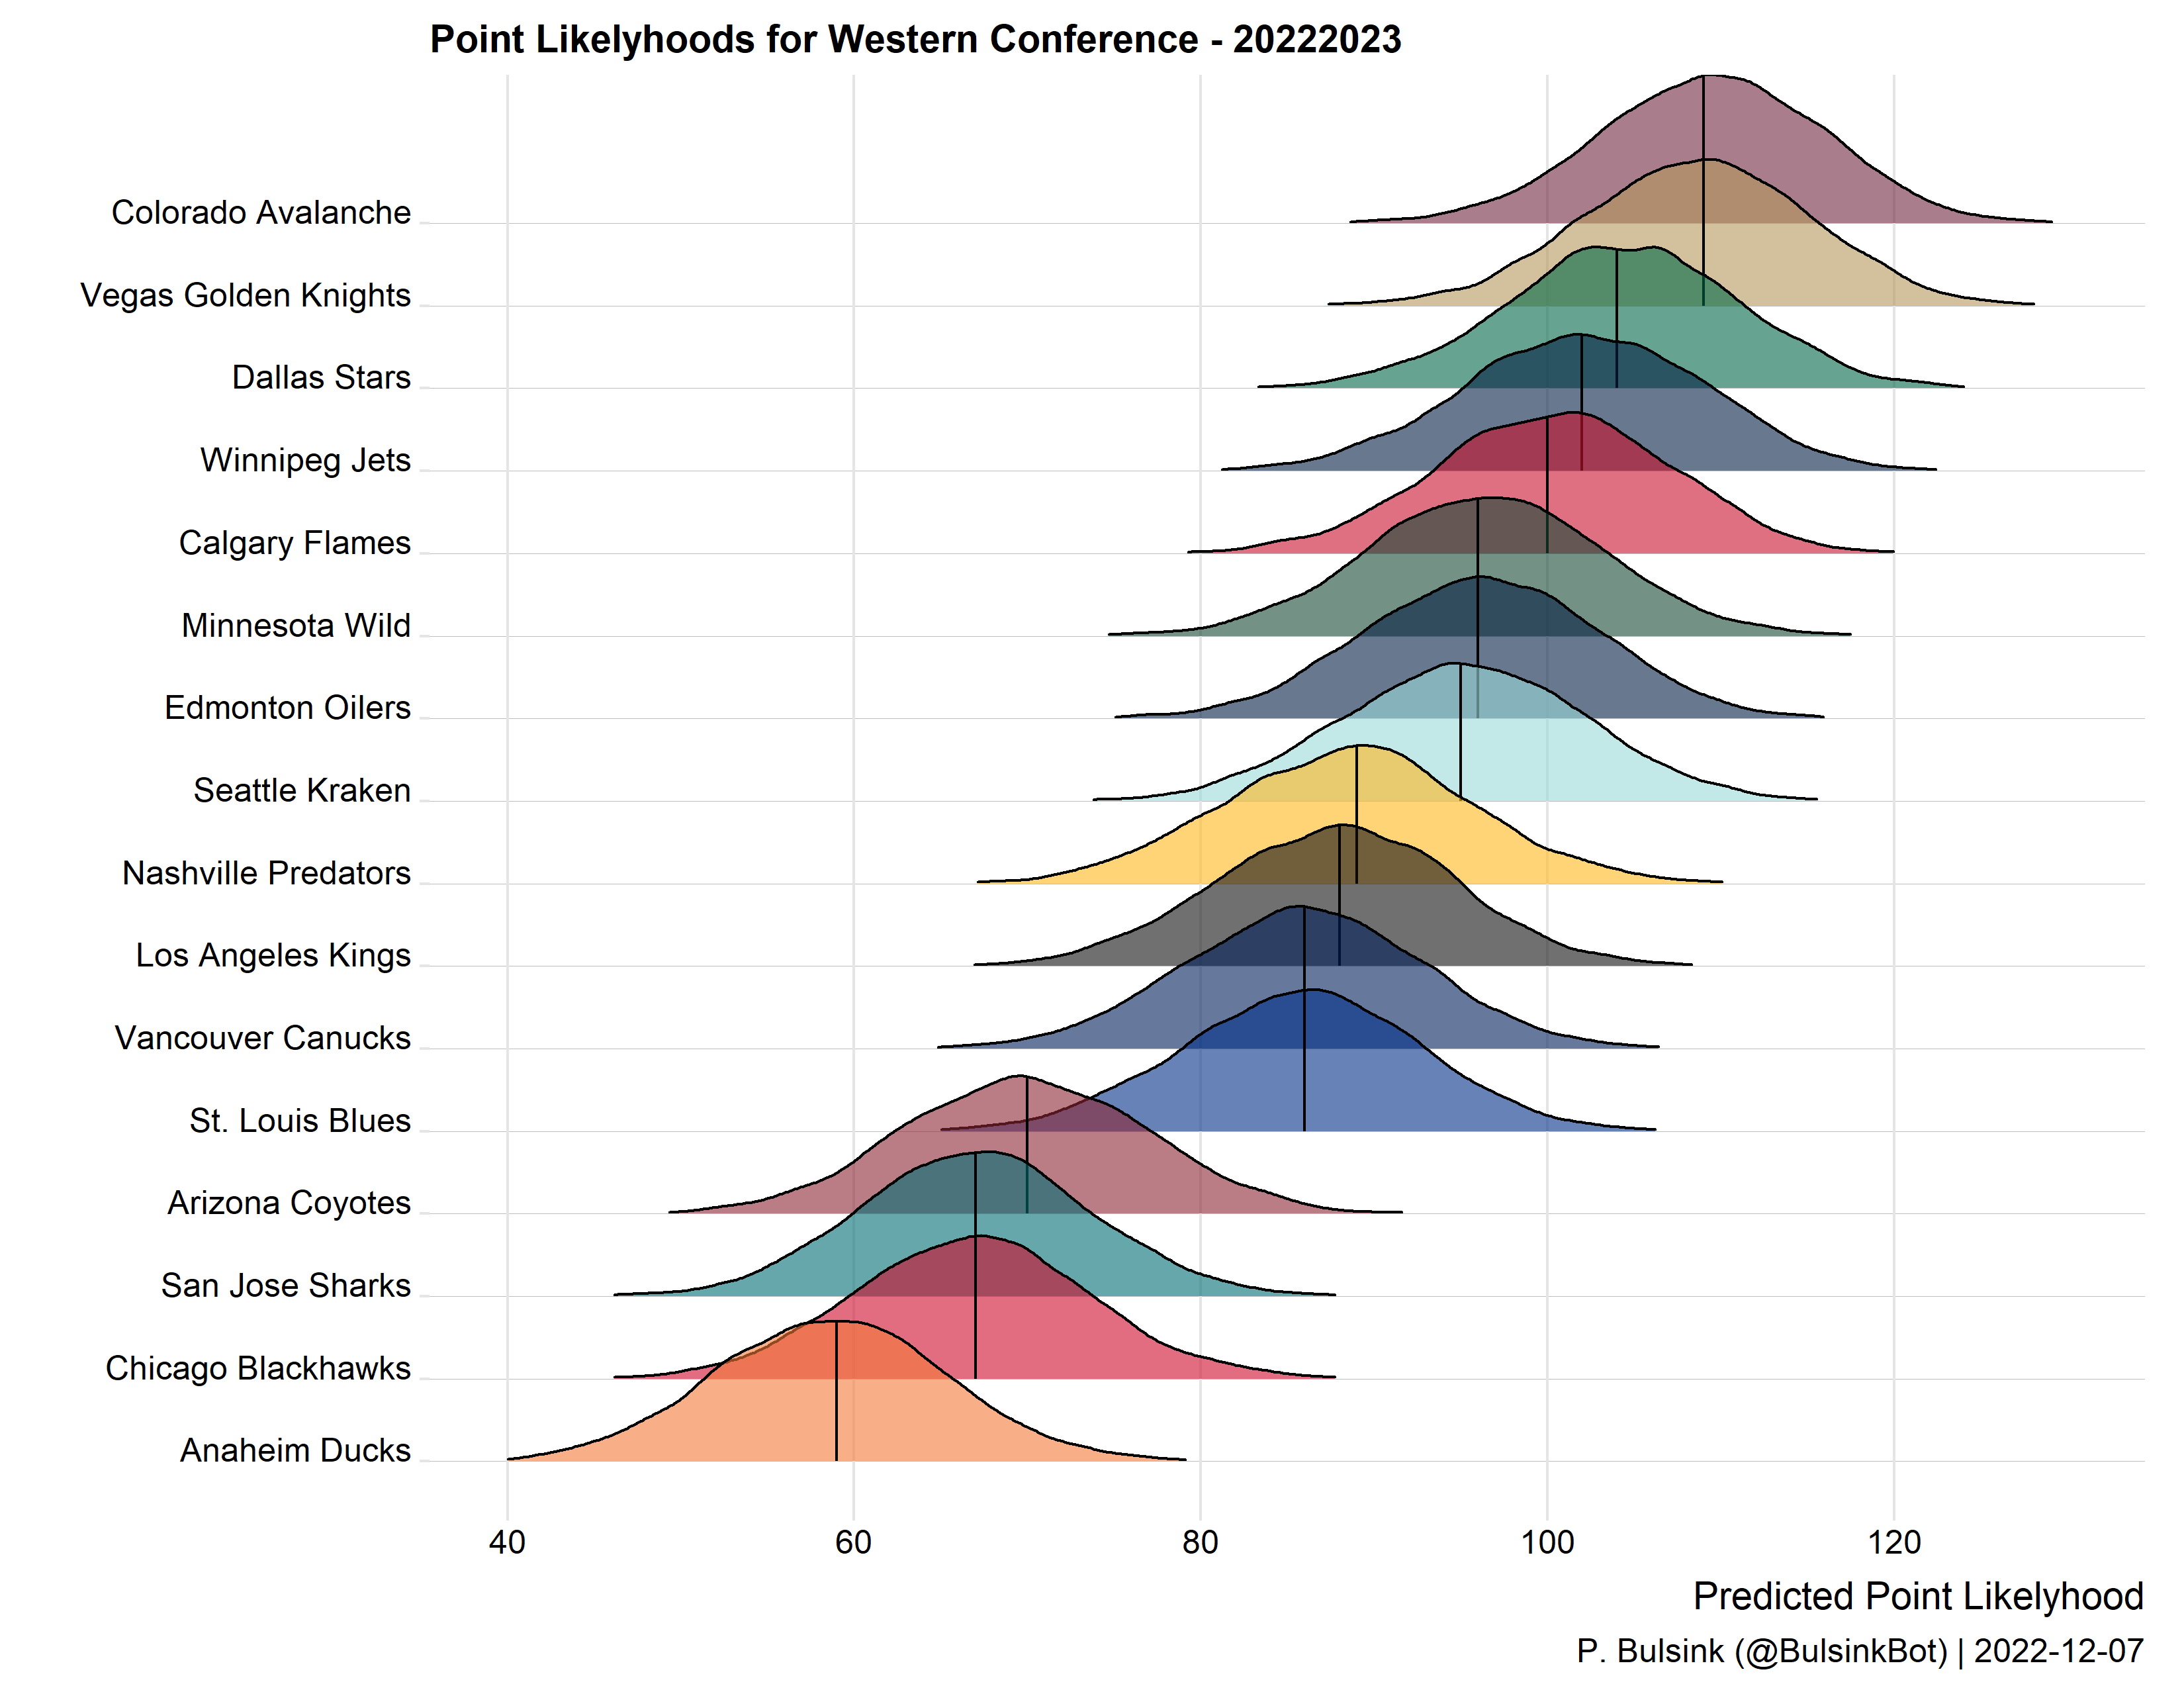 Point Likelyhoods for Western Conference - 20222023
Colorado Avalanche
Vegas Golden Knights
Dallas Stars
Winnipeg Jets
Calgary Flames
Minnesota Wild
Edmonton Oilers
Seattle Kraken
Nashville Predators
Los Angeles Kings
Vancouver Canucks
St. Louis Blues
Arizona Coyotes
San Jose Sharks
Chicago Blackhawks
Anaheim Ducks
40 60 80 100 120
Predicted Point Likelyhood
P. Bulsink (@BulsinkBot) | 2022-12-07